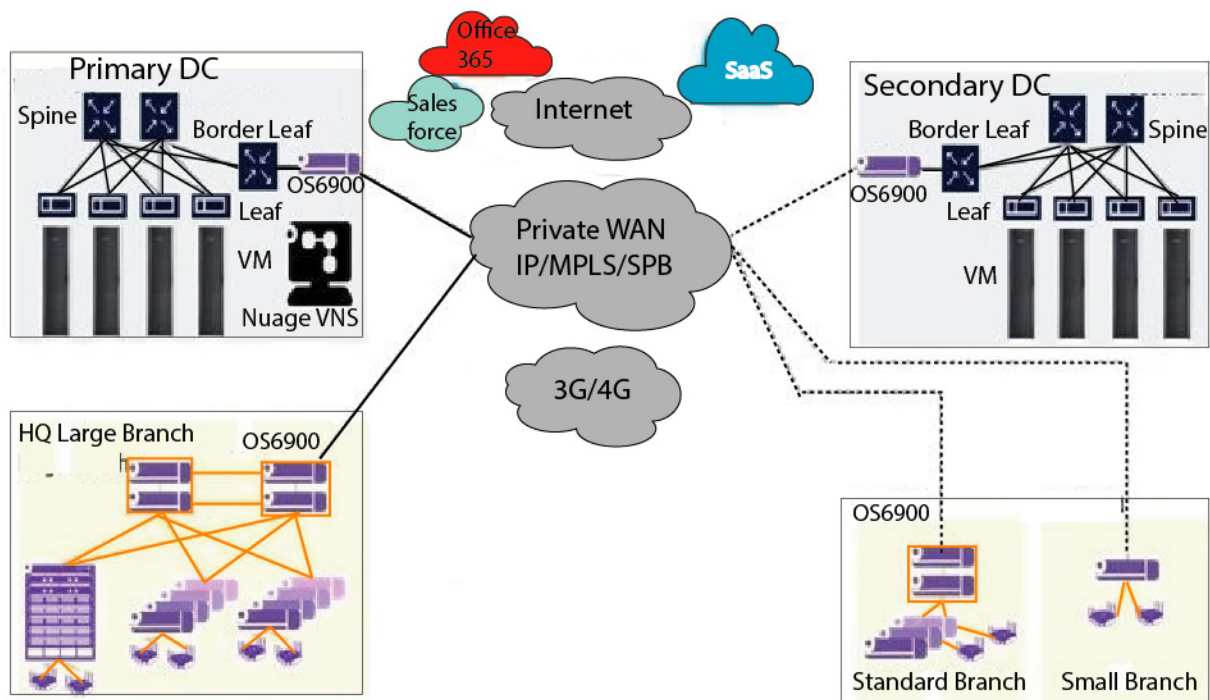 Office
365
SaaS
Sales
force
Internet
Primary DC
Spine
Border Leaf
OS6900
Leaf
VM
Nuage VNS
Private WAN
IP/MPLS/SPB
3G/4G
Secondary DC
Border Leaf
Spine
OS6900
Leaf
VM
HQ Large Branch
OS6900
OS6900
Standard Branch
Small Branch